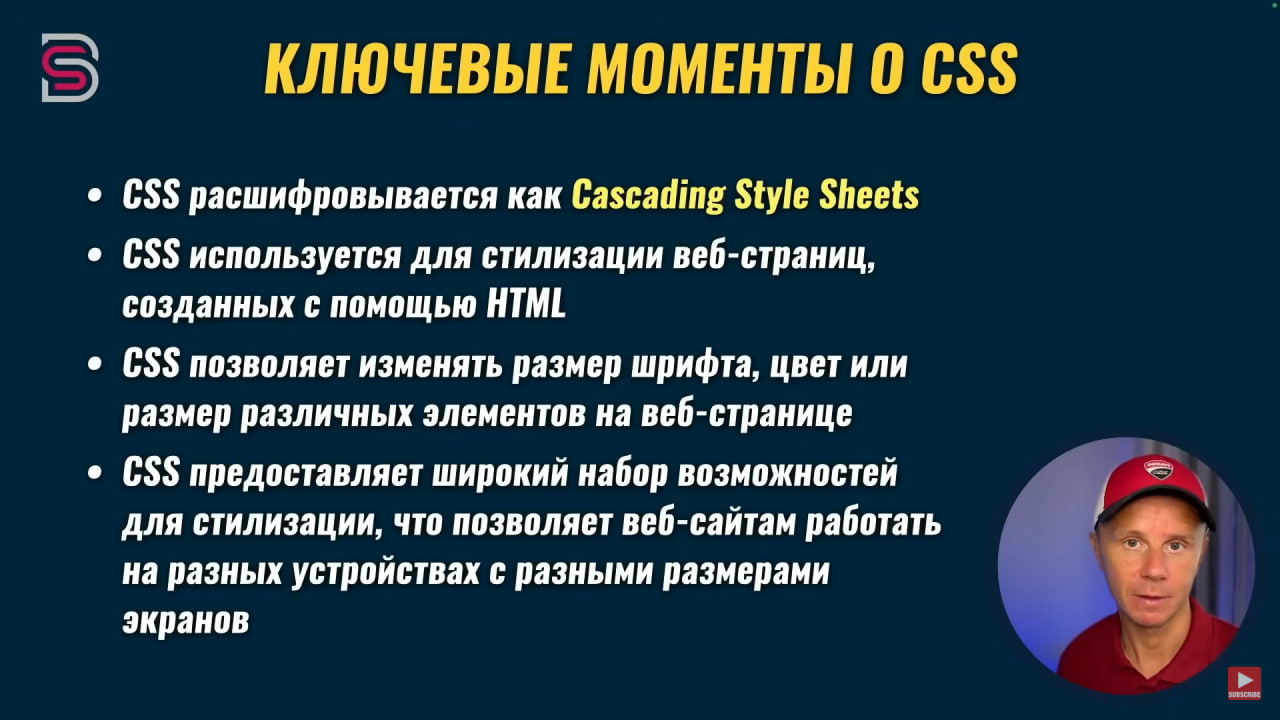 КЛЮЧЕВЫЕ МОМЕНТЫ О CSS
• CSS расшифровывается как Cascading Style Sheets
• CSS используется для стилизации веб-страниц,
созданных с помощью HTML
• CSS позволяет изменять размер шрифта, цвет или
размер различных элементов на веб-странице
• CSS предоставляет широкий набор возможностей
для стилизации, что позволяет веб-сайтам работать
на разных устройствах с разными размерами
экранов
SUBSCRIBE